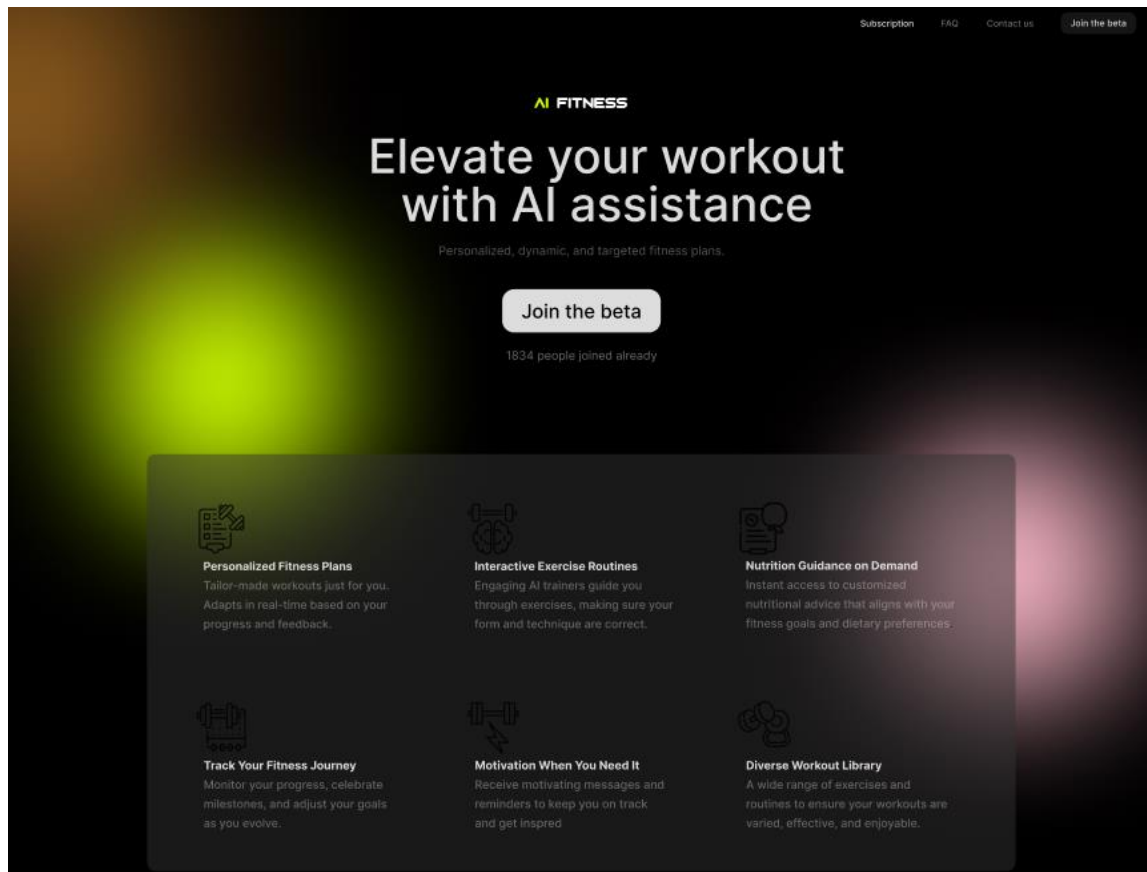 Subscription FAQ Contact us Join the beta
AI FITNESS
Elevate your workout
with AI assistance
Personalized, dynamic, and targeted fitness plans.
Join the beta
1834 people joined already
Personalized Fitness Plans
Tailor-made workouts just for you.
Adapts in real-time based on your
progress and feedback.
Interactive Exercise Routines
Engaging AI trainers guide you
through exercises, making sure your
form and technique are correct.
Nutrition Guidance on Demand
Instant access to customized
nutritional advice that aligns with your
fitness goals and dietary preferences.
Track Your Fitness Journey
Monitor your progress, celebrate
milestones, and adjust your goals
as you evolve.
Motivation When You Need It
Receive motivating messages and
reminders to keep you on track
and get inspred
Diverse Workout Library
A wide range of exercises and
routines to ensure your workouts are
varied, effective, and enjoyable.